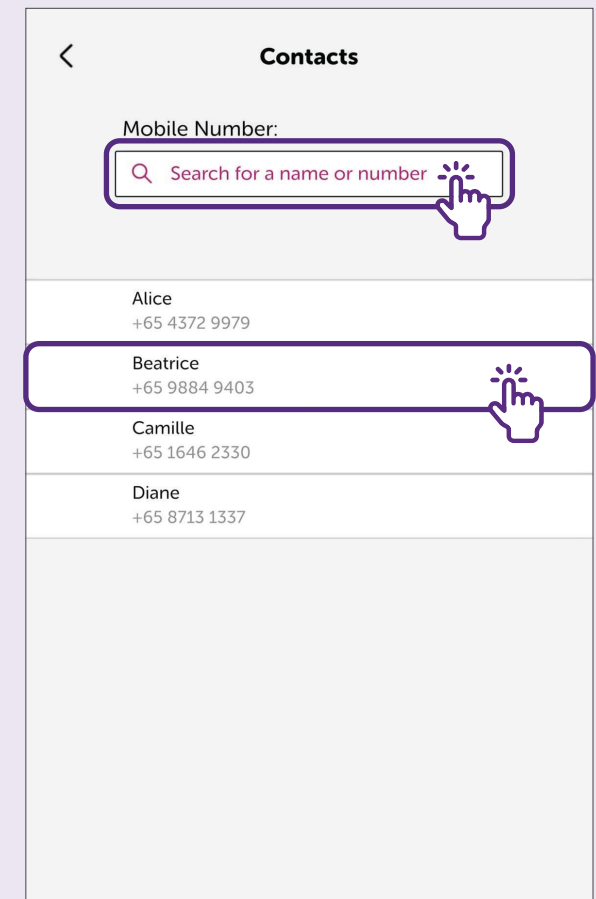 Contacts
Mobile Number:
Search for a name or number
Alice
+65 4372 9979
Beatrice
+65 9884 9403
Camille
+65 1646 2330
Diane
+65 8713 1337